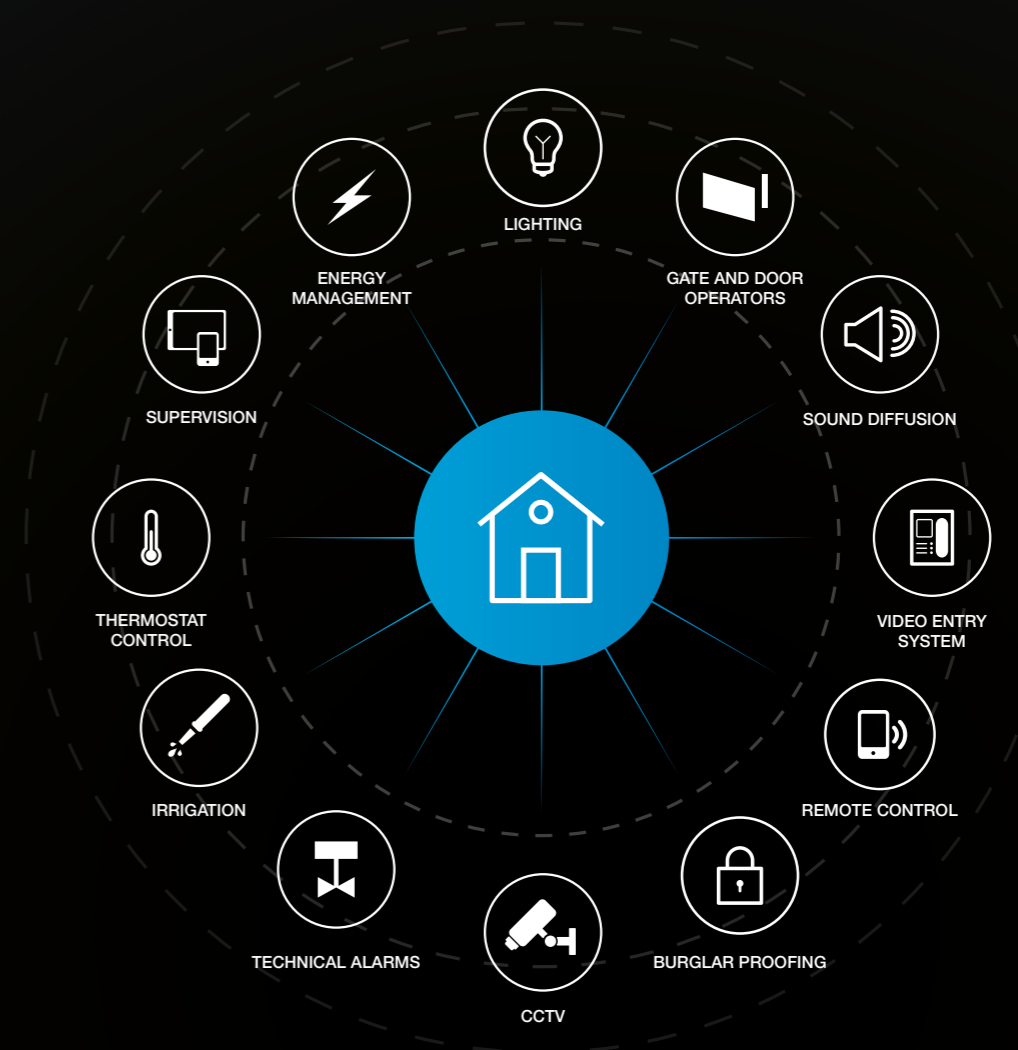 LIGHTING
ENERGY
MANAGEMENT
GATE AND DOOR
OPERATORS
SUPERVISION
SOUND DIFFUSION
THERMOSTAT
CONTROL
VIDEO ENTRY
SYSTEM
IRRIGATION
REMOTE CONTROL
TECHNICAL ALARMS
BURGLAR PROOFING
CCTV